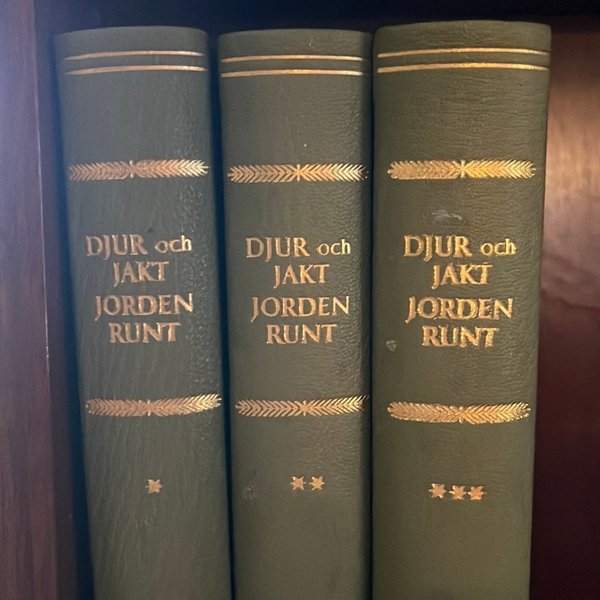 DJUR och
JAKT
JORDEN
RUNT
*
DJUR och
JAKT
JORDEN
RUNT
**
DJUR och
JAKT
JORDEN
RUNT
***